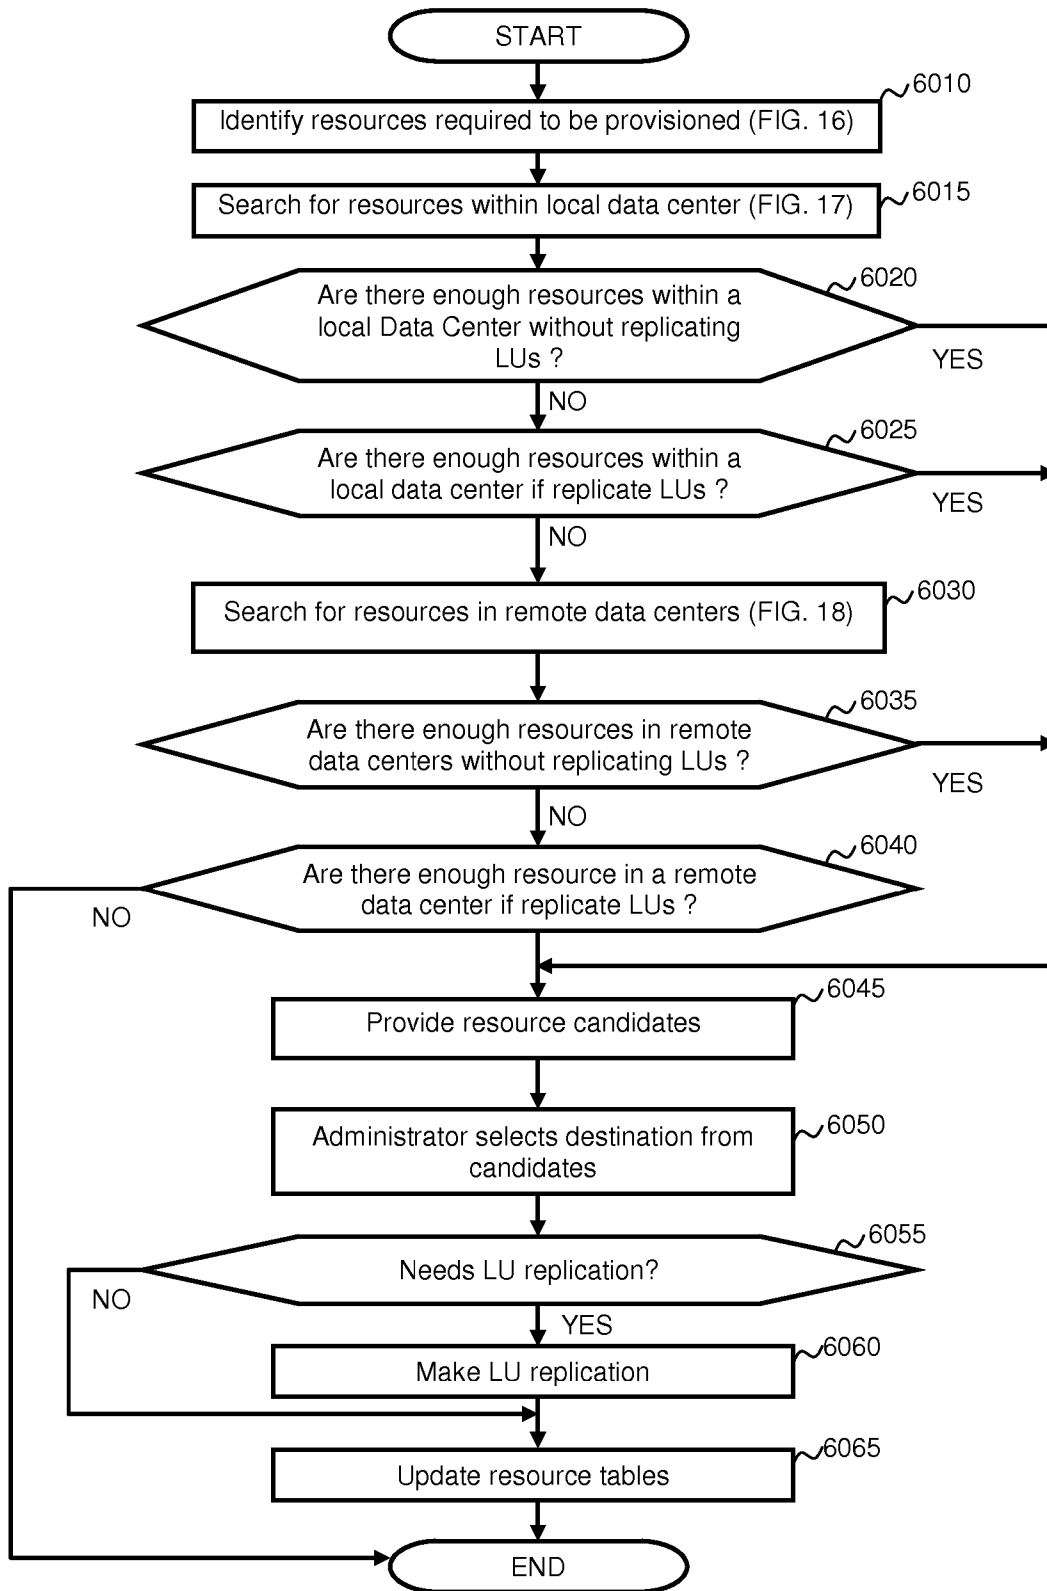 START
6010
Identify resources required to be provisioned (FIG. 16)
6015
Search for resources within local data center (FIG. 17)
6020
Are there enough resources within a
local Data Center without replicating
LUs ?
YES
NO
6025
Are there enough resources within a
local data center if replicate LUs ?
YES
NO
6030
Search for resources in remote data centers (FIG. 18)
6035
Are there enough resources in remote
data centers without replicating LUs ?
YES
NO
6040
Are there enough resource in a remote
data center if replicate LUs ?
NO
6045
Provide resource candidates
6050
Administrator selects destination from
candidates
6055
Needs LU replication?
NO
YES
6060
Make LU replication
6065
Update resource tables
END